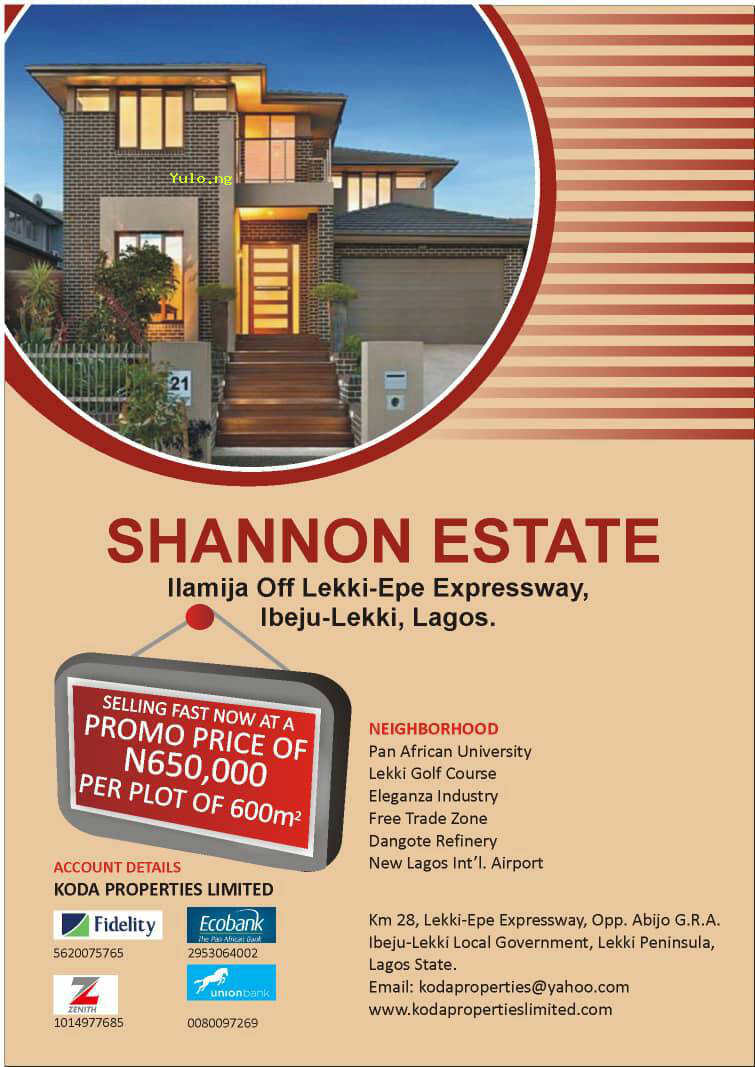 Yulo.ng
21
SHANNON ESTATE
Ilamija Off Lekki-Epe Expressway,
Ibeju-Lekki, Lagos.
SELLING FAST NOW AT A
PROMO PRICE OF
N650,000
PER PLOT OF 600m²
NEIGHBORHOOD
Pan African University
Lekki Golf Course
Eleganza Industry
Free Trade Zone
Dangote Refinery
New Lagos Int'l. Airport
ACCOUNT DETAILS
KODA PROPERTIES LIMITED
Fidelity
5620075765
Ecobank
The Pan African Bank
2953064002
Z
ZENITH
1014977685
unionbank
0080097269
Km 28, Lekki-Epe Expressway, Opp. Abijo G.R.A.
Ibeju-Lekki Local Government, Lekki Peninsula,
Lagos State.
Email: kodaproperties@yahoo.com
www.kodapropertieslimited.com